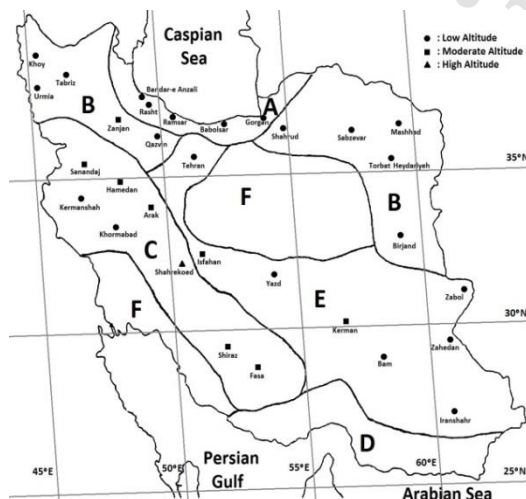 Caspian
Sea
: Low Altitude
: Moderate Altitude
: High Altitude
Khoy
Tabriz
Urmia
B
Zanjan
Bandar-e Anzali
Rasht
Ramsar
Babolsar
A
Gorgan
Qazvin
Tehran
Shahrud
Sabzevar
Mashhad
Torbat Heydariyeh
35°N
Sanandaj
Hamedan
Kermanshah
Arak
Khormabad
F
B
Birjand
C
Shahrekoed
Isfahan
Yazd
E
Zabol
F
30°N
Kerman
Zahedan
Shiraz
Fasa
Bam
Iranshahr
D
Persian
Gulf
45°E
50°E
55°E
60°E
25°N
Arabian Sea